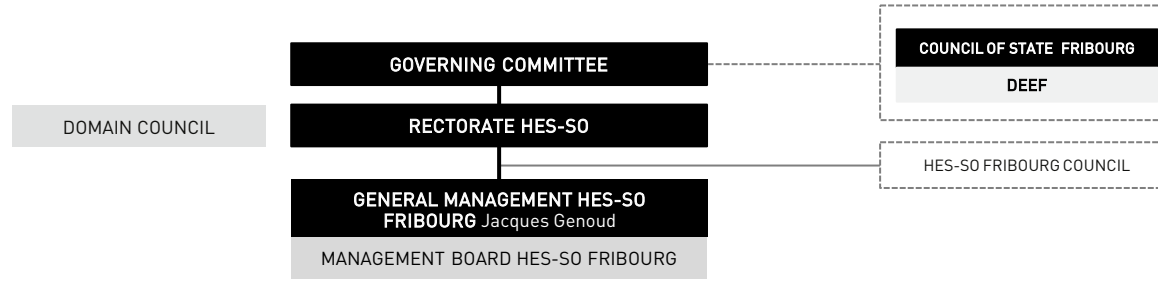 COUNCIL OF STATE FRIBOURG
GOVERNING COMMITTEE
DEEF
DOMAIN COUNCIL
RECTORATE HES-SO
HES-SO FRIBOURG COUNCIL
GENERAL MANAGEMENT HES-SO
FRIBOURG Jacques Genoud
MANAGEMENT BOARD HES-SO FRIBOURG